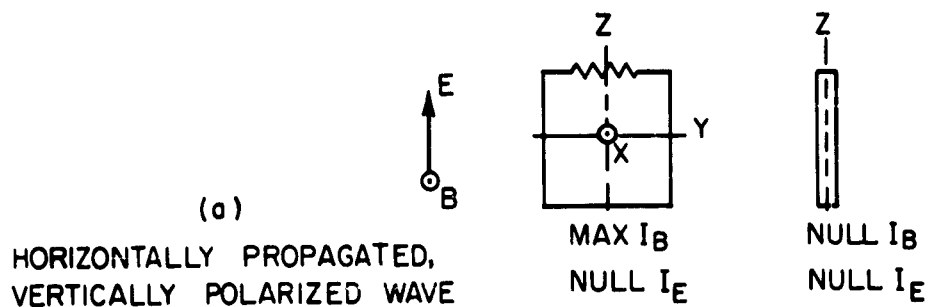 Z
Z
E
Y
X
B
(a)
MAX I_B
NULL I_B
HORIZONTALLY PROPAGATED,
NULL I_E
NULL I_E
VERTICALLY POLARIZED WAVE